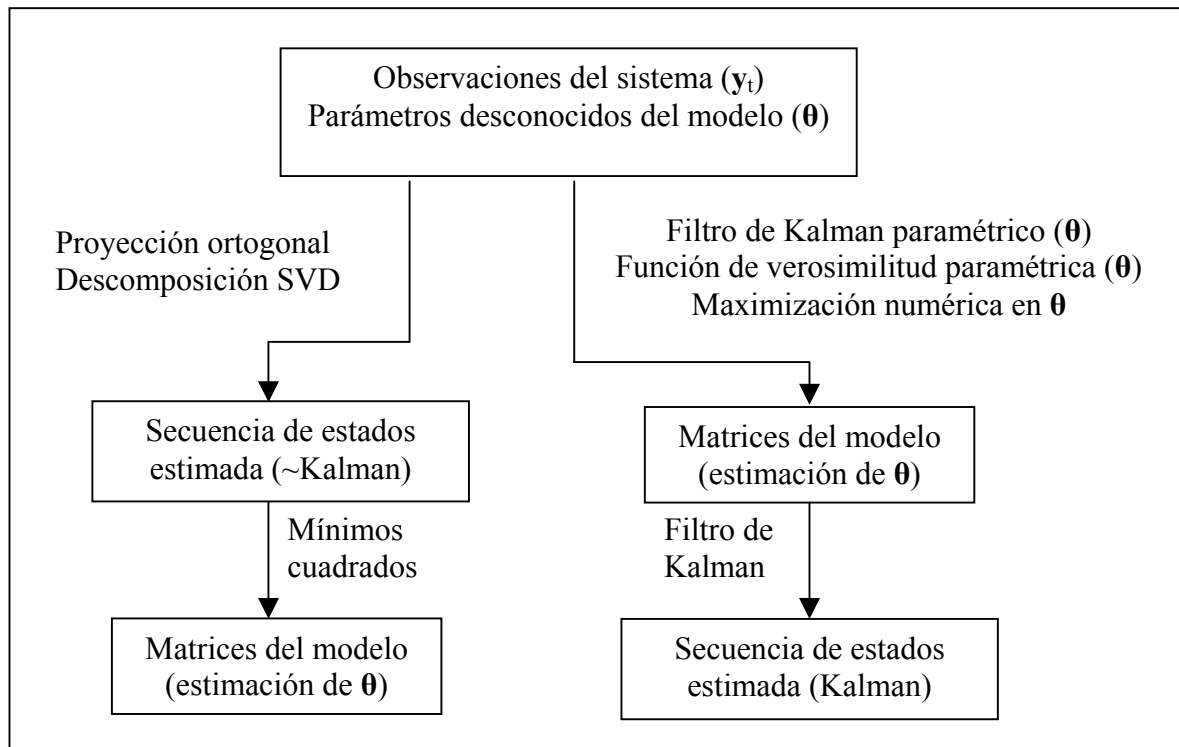 Observaciones del sistema (yt)
Parámetros desconocidos del modelo (θ)
Proyección ortogonal
Descomposición SVD
Filtro de Kalman paramétrico (θ)
Función de verosimilitud paramétrica (θ)
Maximización numérica en θ
Secuencia de estados
estimada (~Kalman)
Matrices del modelo
(estimación de θ)
Mínimos
cuadrados
Filtro de
Kalman
Matrices del modelo
(estimación de θ)
Secuencia de estados
estimada (Kalman)